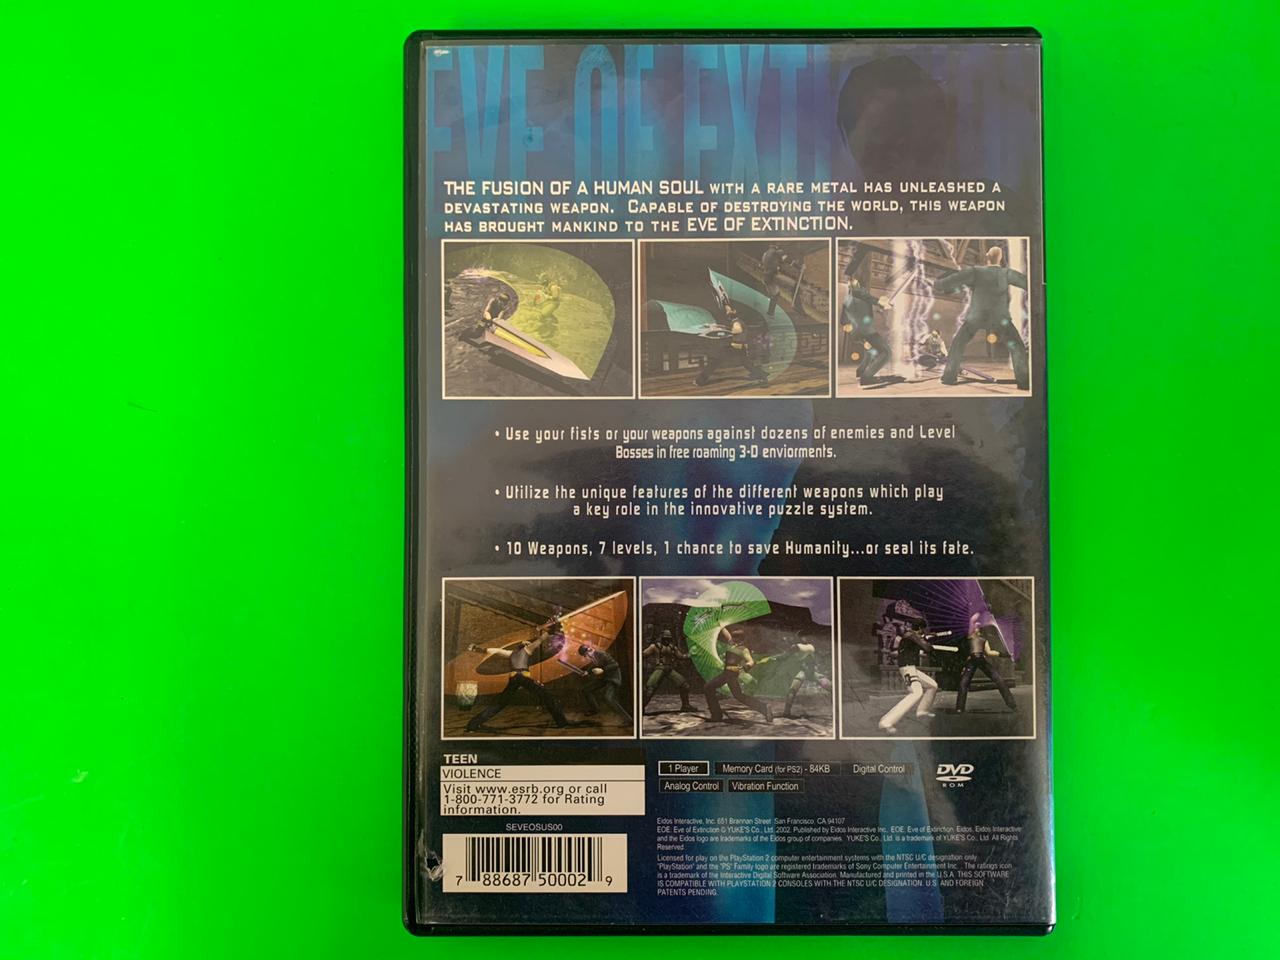 EVE OF EXTINCTION
THE FUSION OF A HUMAN SOUL WITH A RARE METAL HAS UNLEASHED A
DEVASTATING WEAPON. CAPABLE OF DESTROYING THE WORLD, THIS WEAPON
HAS BROUGHT MANKIND TO THE EVE OF EXTINCTION.
• Use your fists or your weapons against dozens of enemies and Level
Bosses in free roaming 3-D enviorments.
• Utilize the unique features of the different weapons which play
a key role in the innovative puzzle system.
• 10 Weapons, 7 levels, 1 chance to save Humanity...or seal its fate.
TEEN
VIOLENCE
Visit www.esrb.org or call
1-800-771-3772 for Rating
information.
SEVEOSUS00
7 88687 50002 9
1 Player Memory Card (for PS2) - 84KB Digital Control
Analog Control Vibration Function
DVD
ROM
Eidos Interactive, Inc. 651 Brannan Street San Francisco, CA 94107
EOE: Eve of Extinction © YUKE'S Co., Ltd. 2002. Published by Eidos Interactive Inc. EOE: Eve of Extinction, Eidos, Eidos Interactive
and the Eidos logo are trademarks of the Eidos group of companies. YUKE'S Co., Ltd. is a trademark of YUKE'S Co., Ltd. All Rights
Reserved.
Licensed for play on the PlayStation 2 computer entertainment systems with the NTSC U/C designation only.
"PlayStation" and the "PS" Family logo are registered trademarks of Sony Computer Entertainment Inc. The ratings icon
is a trademark of the Interactive Digital Software Association. Manufactured and printed in the U.S.A. THIS SOFTWARE
IS COMPATIBLE WITH PLAYSTATION 2 CONSOLES WITH THE NTSC U/C DESIGNATION. U.S. AND FOREIGN
PATENTS PENDING.